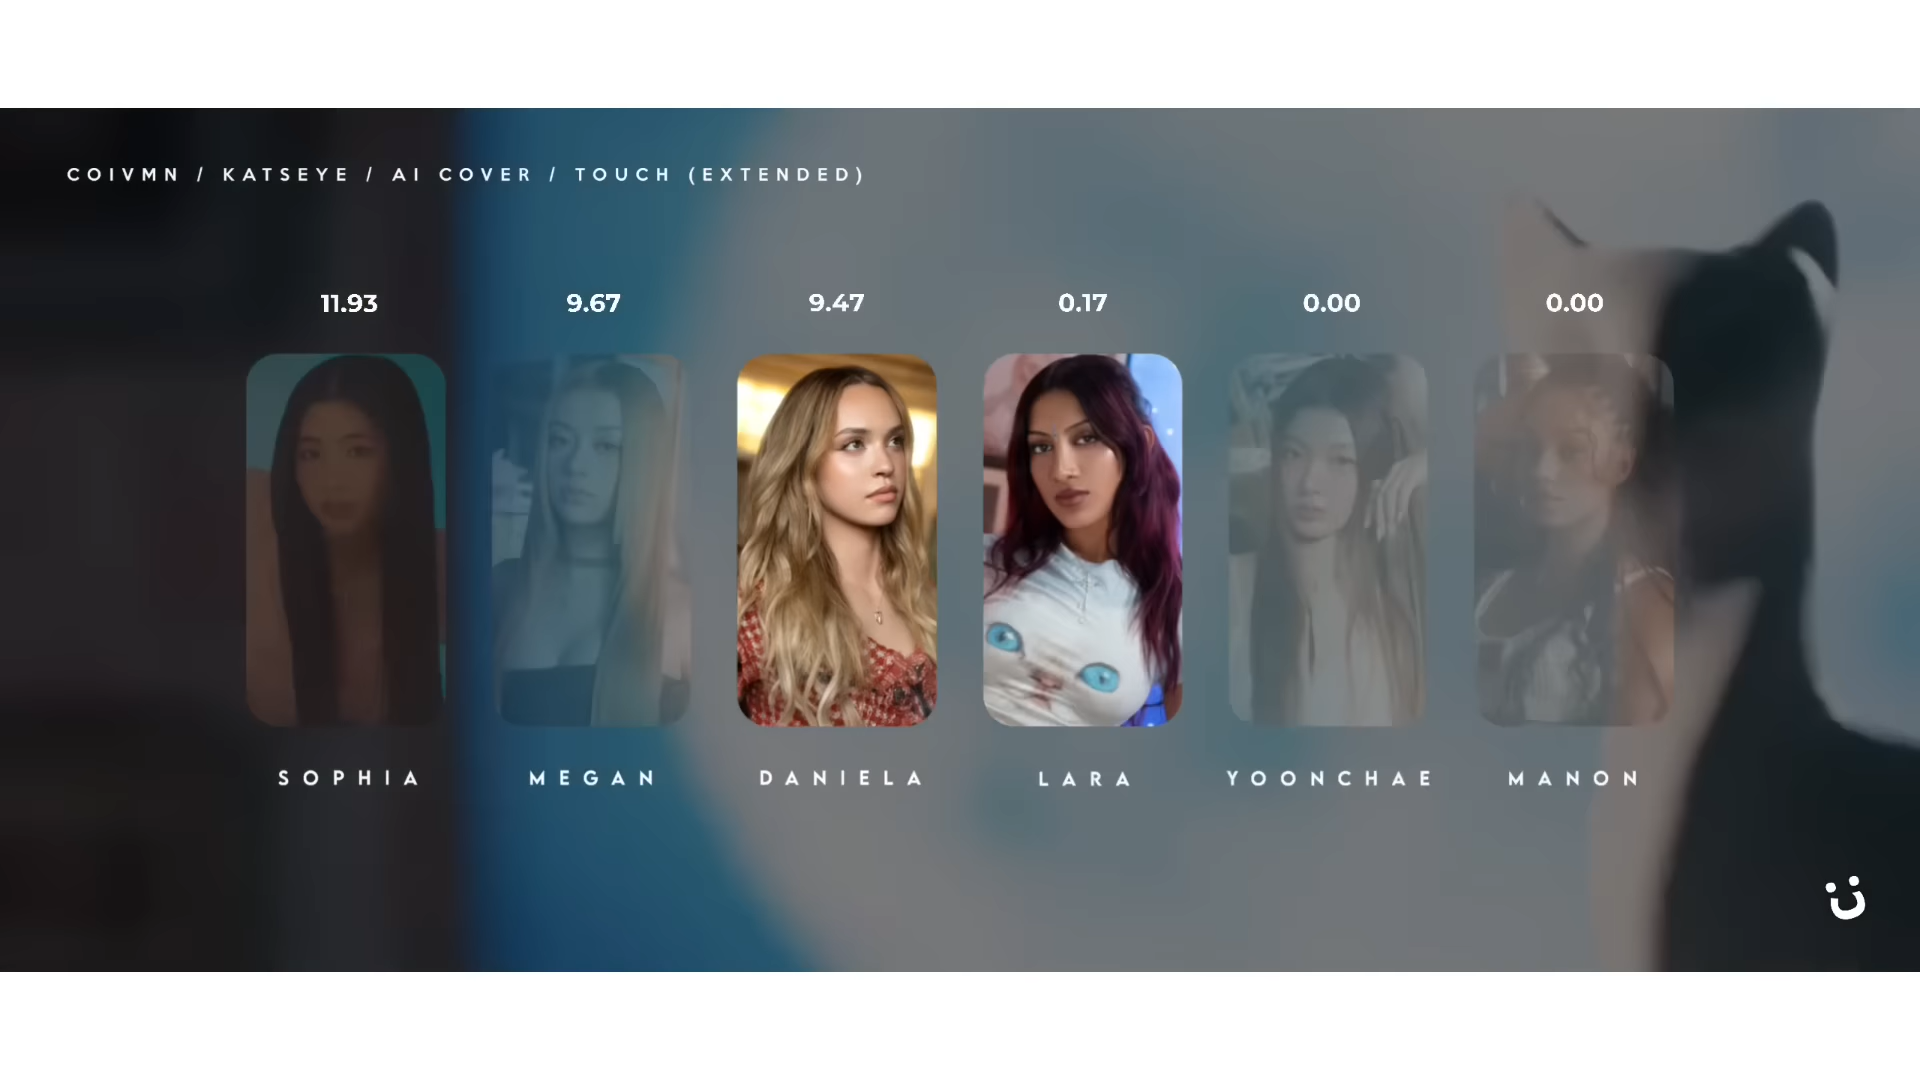 COIVMN / KATSEYE / AI COVER / TOUCH (EXTENDED)
11.93 9.67 9.47 0.17 0.00 0.00
SOPHIA MEGAN DANIELA LARA YOONCHAE MANON